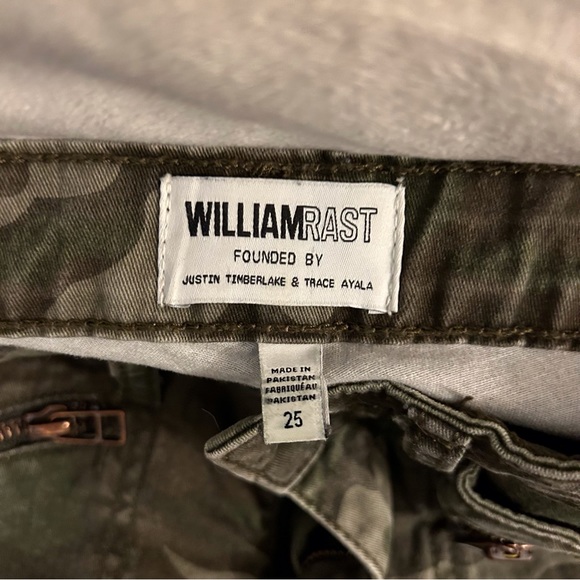 WILLIAMRAST
FOUNDED BY
JUSTIN TIMBERLAKE & TRACE AYALA
MADE IN
PAKISTAN
FABRIQUÉ AU
PAKISTAN
25